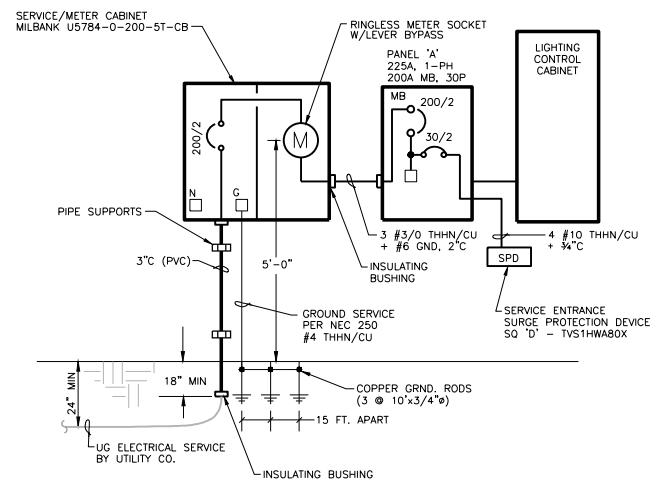 SERVICE/METER CABINET
MILBANK U5784-O-200-5T-CB
RINGLESS METER SOCKET
W/LEVER BYPASS
PANEL 'A'
225A, 1-PH
200A MB, 30P
LIGHTING
CONTROL
CABINET
MB
200/2
200/2
30/2
M
N
G
PIPE SUPPORTS
3"C (PVC)
5'-0"
3 #3/0 THHN/CU
+ #6 GND, 2"C
4 #10 THHN/CU
+ ¾"C
SPD
INSULATING
BUSHING
GROUND SERVICE
PER NEC 250
#4 THHN/CU
SERVICE ENTRANCE
SURGE PROTECTION DEVICE
SQ 'D' - TVS1HWA80X
24" MIN
18" MIN
COPPER GRND. RODS
(3 @ 10'x3/4"ø)
15 FT. APART
UG ELECTRICAL SERVICE
BY UTILITY CO.
INSULATING BUSHING